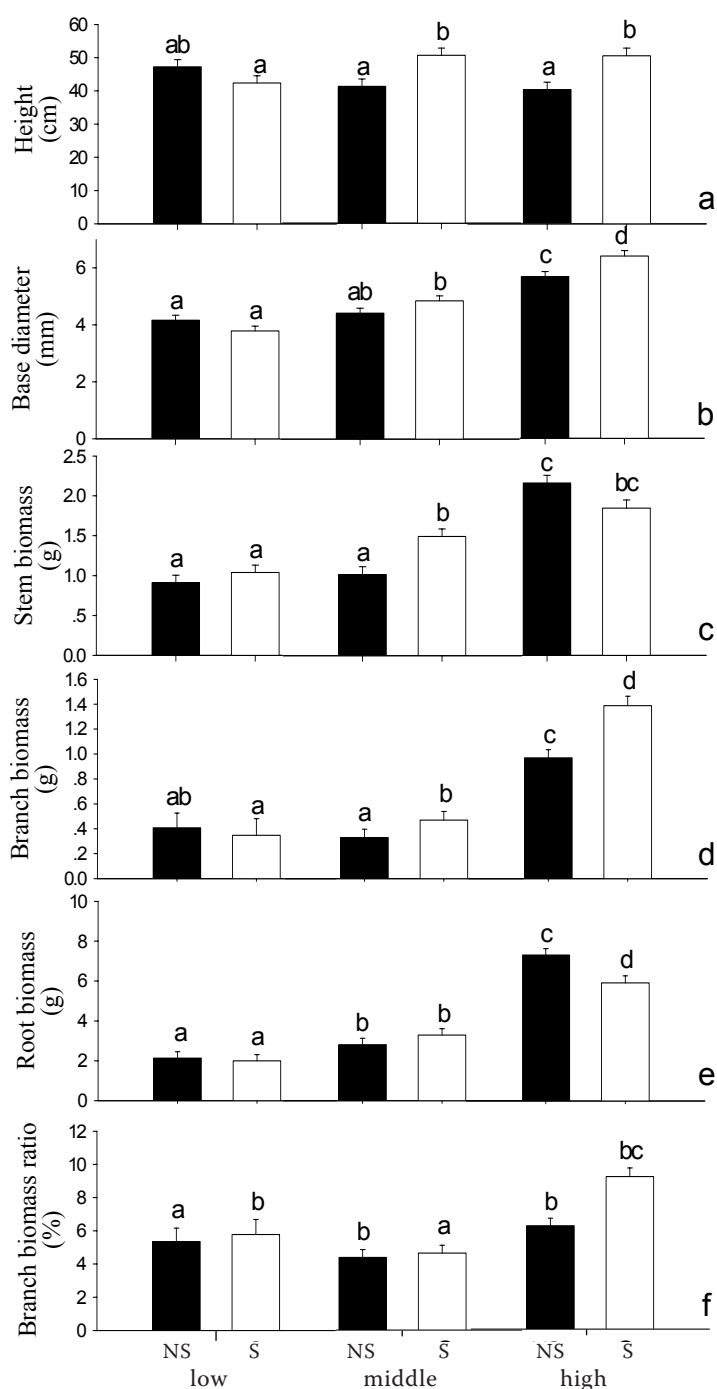 60
50
40
30
20
10
0
Height
(cm)
ab
a
a
b
a
b
a
6
4
2
0
Base diameter
(mm)
a
a
ab
b
c
d
b
2.5
2.0
1.5
1.0
.5
0.0
Stem biomass
(g)
a
a
a
b
c
bc
c
1.6
1.4
1.2
1.0
.8
.6
.4
.2
0.0
Branch biomass
(g)
ab
a
a
b
c
d
d
10
8
6
4
2
0
Root biomass
(g)
a
a
b
b
c
d
e
12
10
8
6
4
2
0
Branch biomass ratio
(%)
a
b
b
a
b
bc
f
NS S NS S NS S
low middle high